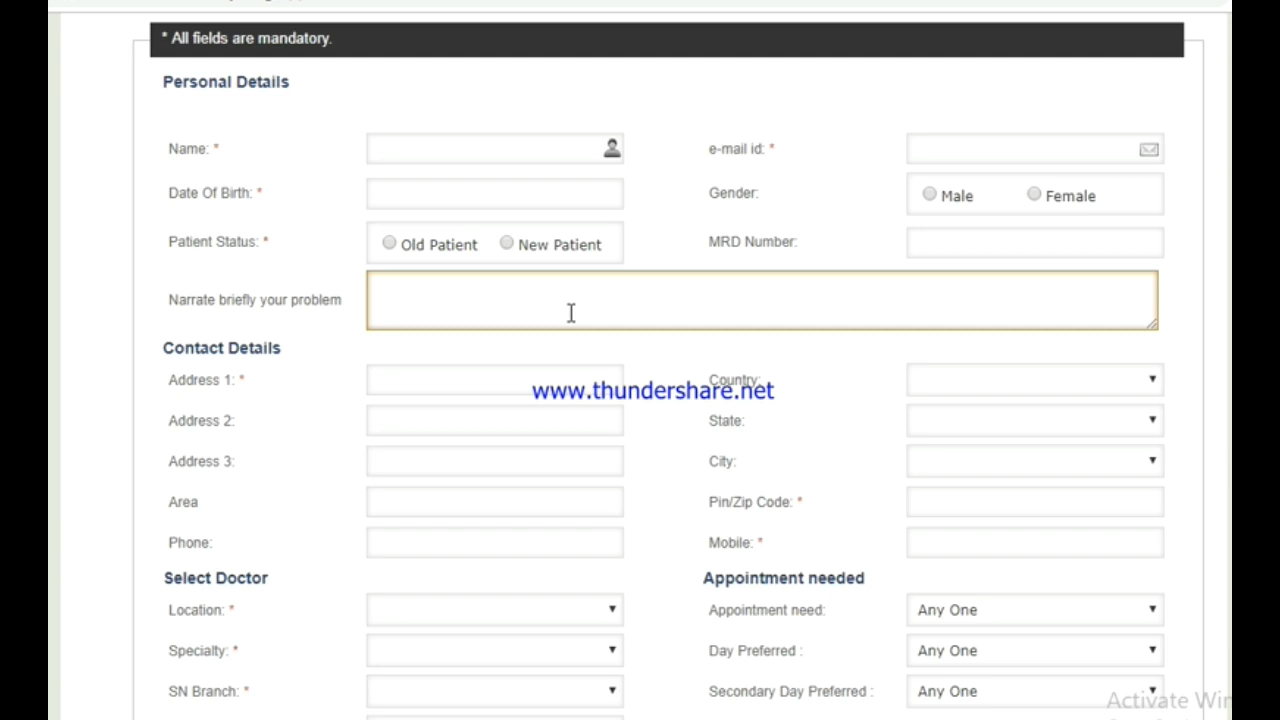 * All fields are mandatory.
Personal Details
Name: *
e-mail id: *
Date Of Birth: *
Gender:
Male
Female
Patient Status: *
Old Patient
New Patient
MRD Number:
Narrate briefly your problem
Contact Details
Address 1: *
Country:
www.thundershare.net
Address 2:
State:
Address 3:
City:
Area
Pin/Zip Code: *
Phone:
Mobile: *
Select Doctor
Appointment needed
Location: *
Appointment need:
Any One
Specialty: *
Day Preferred :
Any One
SN Branch: *
Secondary Day Preferred :
Any One
Activate Win